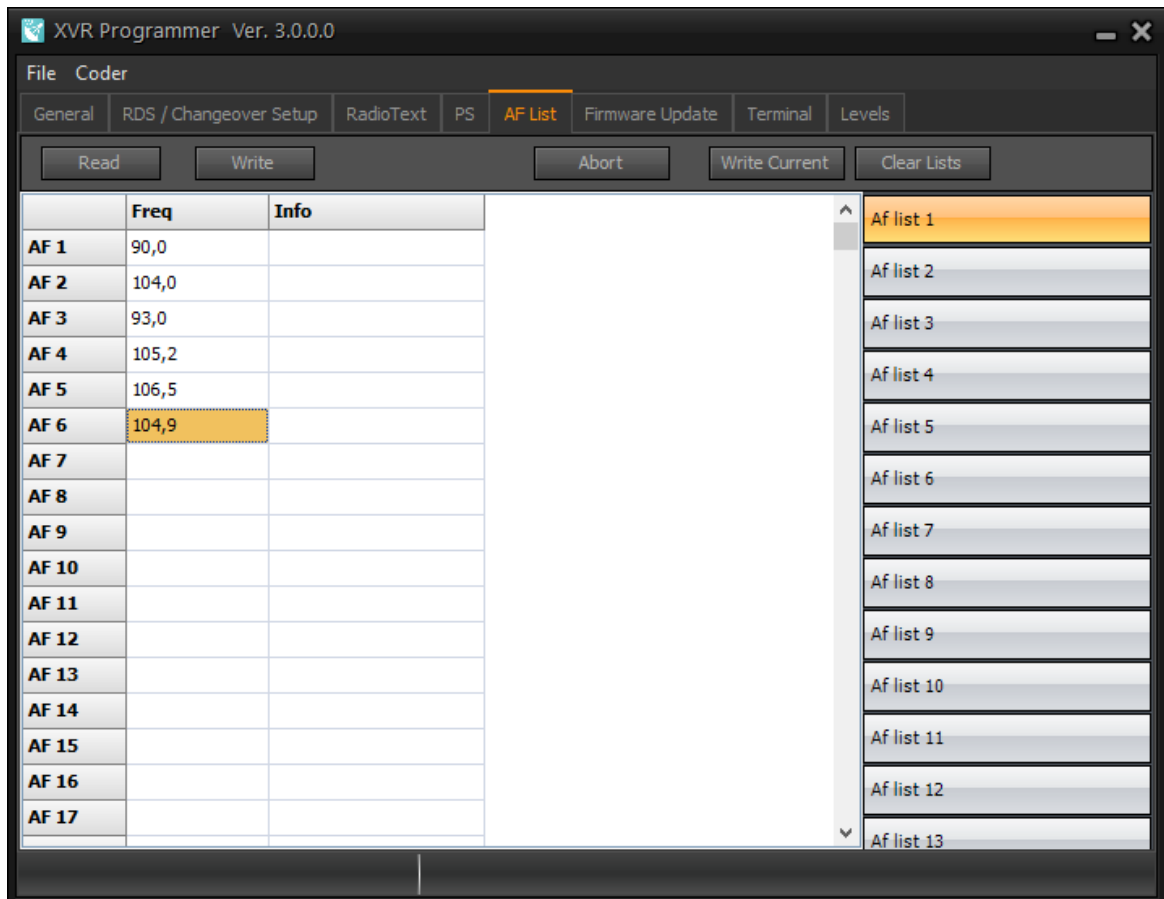 XVR Programmer Ver. 3.0.0.0
File Coder
General RDS / Changeover Setup RadioText PS AF List Firmware Update Terminal Levels
Read Write Abort Write Current Clear Lists
Freq Info
AF 1 90,0
AF 2 104,0
AF 3 93,0
AF 4 105,2
AF 5 106,5
AF 6 104,9
AF 7
AF 8
AF 9
AF 10
AF 11
AF 12
AF 13
AF 14
AF 15
AF 16
AF 17
Af list 1
Af list 2
Af list 3
Af list 4
Af list 5
Af list 6
Af list 7
Af list 8
Af list 9
Af list 10
Af list 11
Af list 12
Af list 13